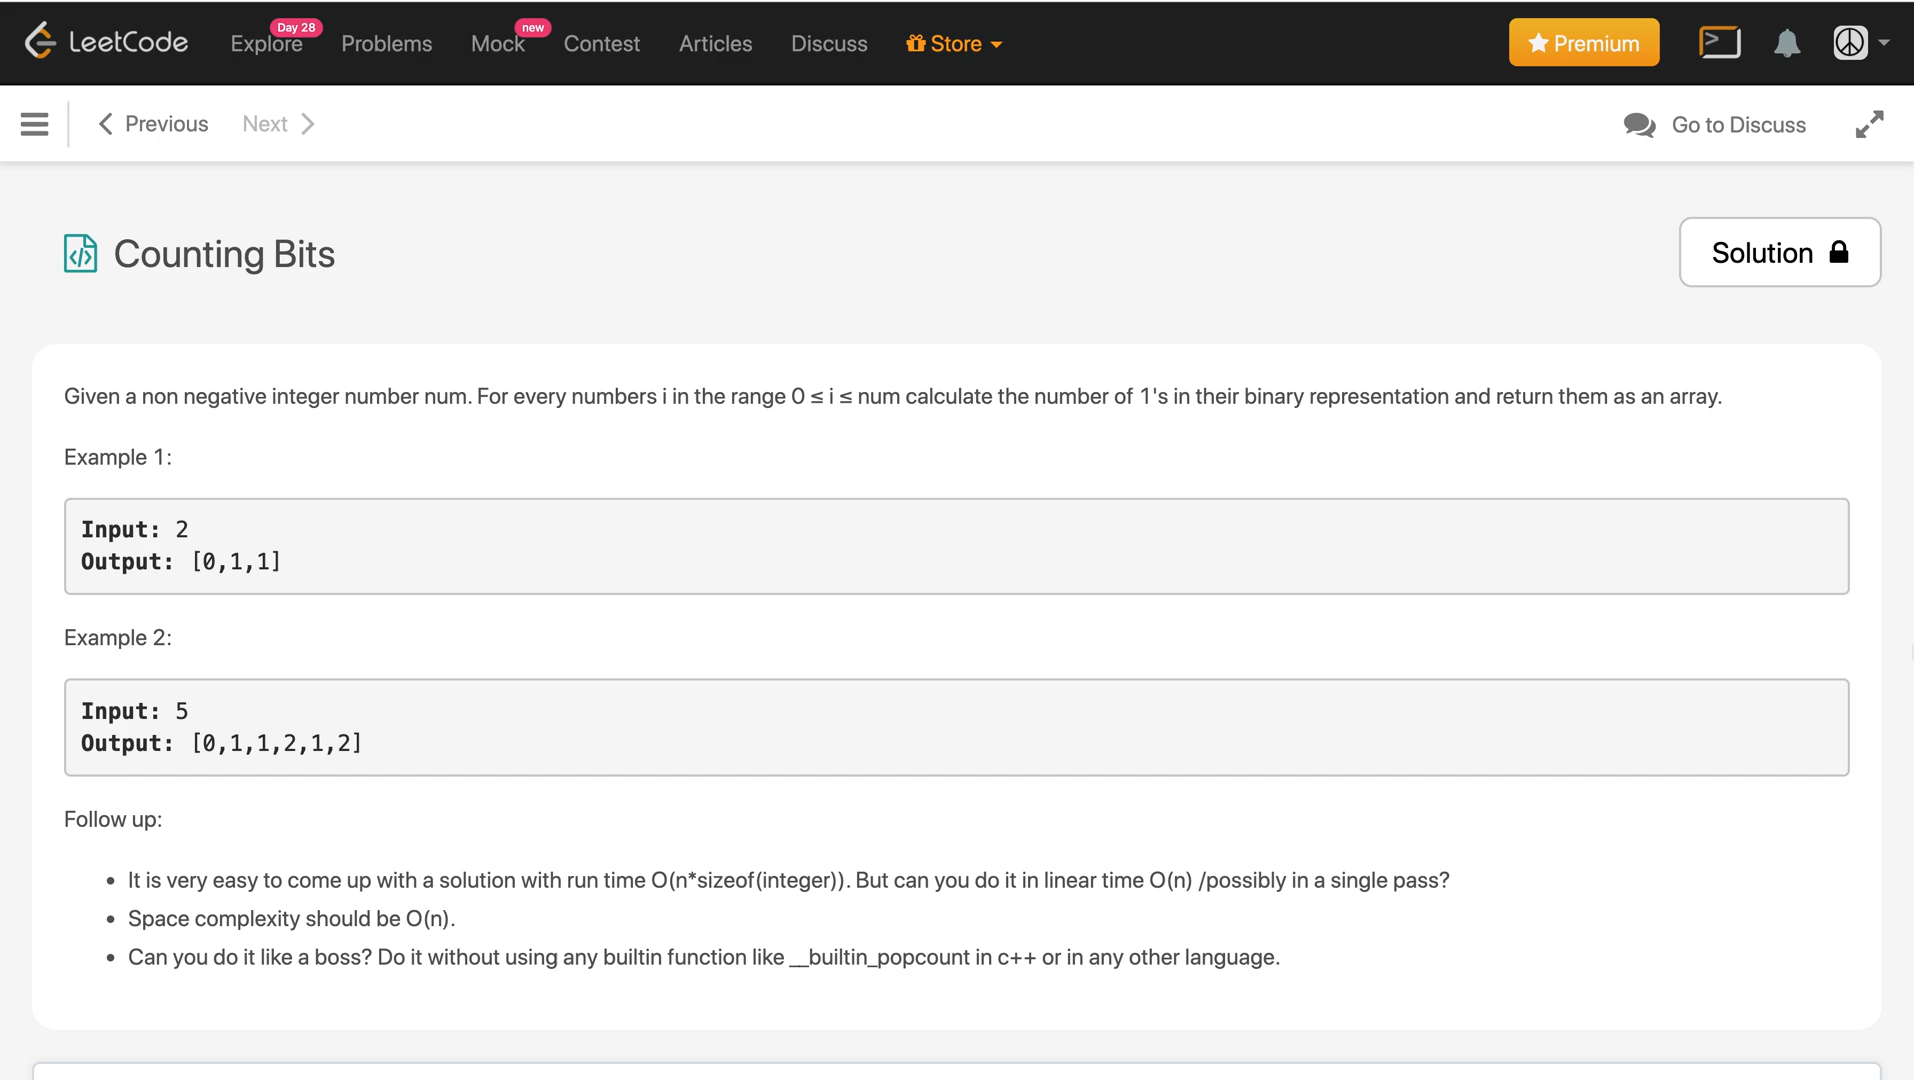 LeetCode Explore Day 28 Problems Mock new Contest Articles Discuss Store Premium
Previous Next Go to Discuss
Counting Bits Solution
Given a non negative integer number num. For every numbers i in the range 0 ≤ i ≤ num calculate the number of 1's in their binary representation and return them as an array.
Example 1:
Input: 2
Output: [0,1,1]
Example 2:
Input: 5
Output: [0,1,1,2,1,2]
Follow up:
• It is very easy to come up with a solution with run time O(n*sizeof(integer)). But can you do it in linear time O(n) /possibly in a single pass?
• Space complexity should be O(n).
• Can you do it like a boss? Do it without using any builtin function like __builtin_popcount in c++ or in any other language.